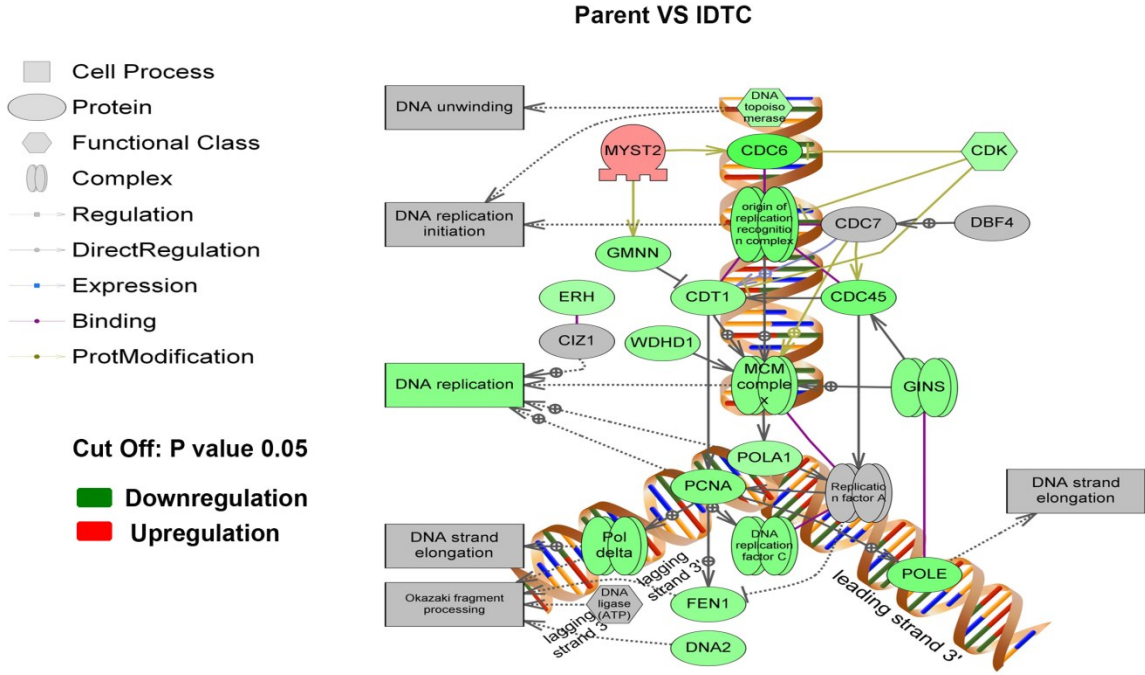 Parent VS IDTC
Cell Process
Protein
Functional Class
Complex
Regulation
DirectRegulation
Expression
Binding
ProtModification
Cut Off: P value 0.05
Downregulation
Upregulation
DNA unwinding
DNA
topoiso
merase
MYST2
CDC6
CDK
DNA replication
initiation
origin of
replication
recognitio
n complex
CDC7
DBF4
GMNN
ERH
CDT1
CDC45
CIZ1
WDHD1
DNA replication
MCM
comple
x
GINS
POLA1
PCNA
Replicatio
n factor A
DNA strand
elongation
DNA strand
elongation
Pol
delta
DNA
replication
factor C
POLE
lagging
strand 3'
Okazaki fragment
processing
DNA
ligase
(ATP)
FEN1
lagging
strand 3'
leading strand 3'
DNA2